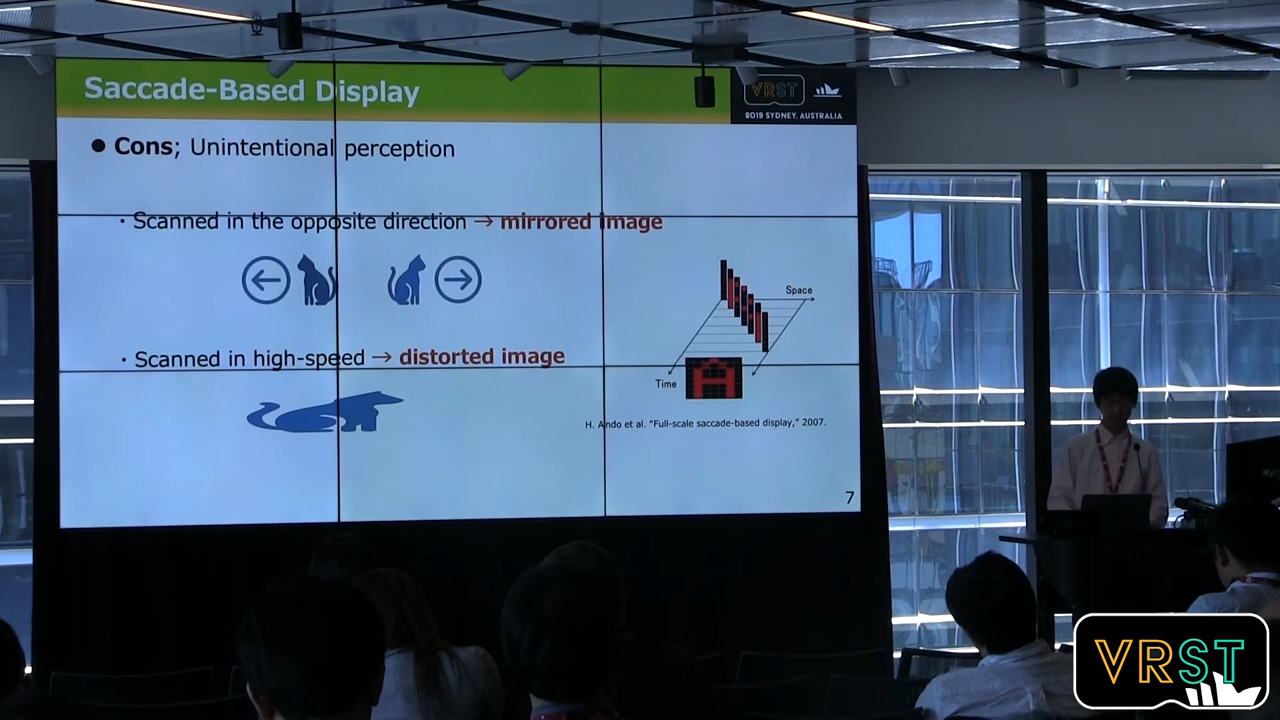 Saccade-Based Display
VRST
2019 SYDNEY, AUSTRALIA
● Cons; Unintentional perception
· Scanned in the opposite direction → mirrored image
Space
· Scanned in high-speed → distorted image
Time
A
H. Ando et al. "Full-scale saccade-based display," 2007.
7
VRST